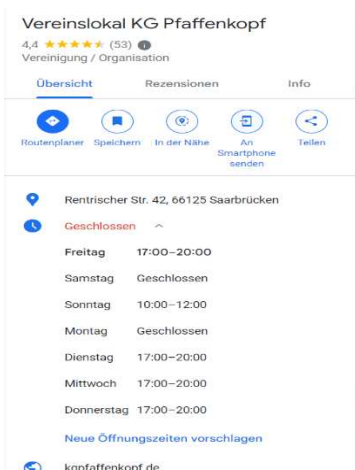 Vereinslokal KG Pfaffenkopf
4,4 (53)
Vereinigung / Organisation
Übersicht Rezensionen Info
Routenplaner Speichern In der Nähe An Smartphone senden Teilen
Rentrischer Str. 42, 66125 Saarbrücken
Geschlossen
Freitag 17:00–20:00
Samstag Geschlossen
Sonntag 10:00–12:00
Montag Geschlossen
Dienstag 17:00–20:00
Mittwoch 17:00–20:00
Donnerstag 17:00–20:00
Neue Öffnungszeiten vorschlagen
kgpfaffenkopf.de